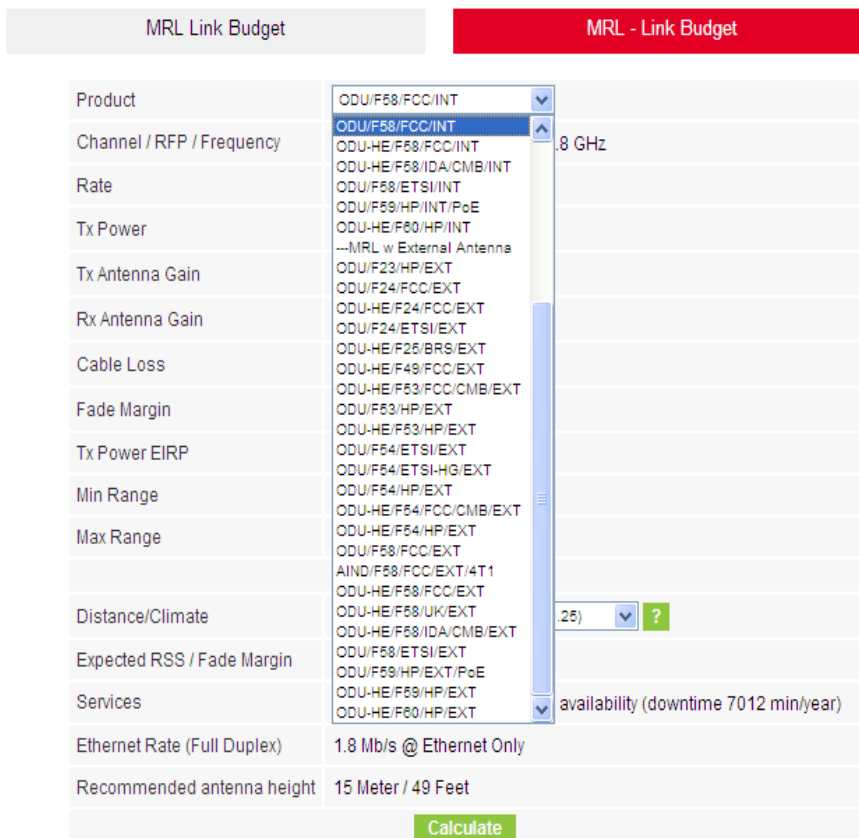 MRL Link Budget
MRL - Link Budget
Product
ODU/F58/FCC/INT
ODU/F58/FCC/INT
Channel / RFP / Frequency
.8 GHz
ODU-HE/F58/FCC/INT
ODU-HE/F58/IDA/CMB/INT
Rate
ODU/F58/ETSI/INT
ODU/F59/HP/INT/PoE
Tx Power
ODU-HE/F60/HP/INT
---MRL w External Antenna
Tx Antenna Gain
ODU/F23/HP/EXT
ODU/F24/FCC/EXT
ODU-HE/F24/FCC/EXT
Rx Antenna Gain
ODU/F24/ETSI/EXT
ODU-HE/F25/BRS/EXT
Cable Loss
ODU-HE/F49/FCC/EXT
ODU-HE/F53/FCC/CMB/EXT
Fade Margin
ODU/F53/HP/EXT
ODU-HE/F53/HP/EXT
Tx Power EIRP
ODU/F54/ETSI/EXT
ODU/F54/ETSI-HG/EXT
Min Range
ODU/F54/HP/EXT
ODU-HE/F54/FCC/CMB/EXT
Max Range
ODU-HE/F54/HP/EXT
ODU/F58/FCC/EXT
AIND/F58/FCC/EXT/4T1
ODU-HE/F58/FCC/EXT
Distance/Climate
.25)
?
ODU-HE/F58/UK/EXT
ODU-HE/F58/IDA/CMB/EXT
Expected RSS / Fade Margin
ODU/F58/ETSI/EXT
ODU/F59/HP/EXT/PoE
Services
availability (downtime 7012 min/year)
ODU-HE/F59/HP/EXT
ODU-HE/F60/HP/EXT
Ethernet Rate (Full Duplex)
1.8 Mb/s @ Ethernet Only
Recommended antenna height
15 Meter / 49 Feet
Calculate